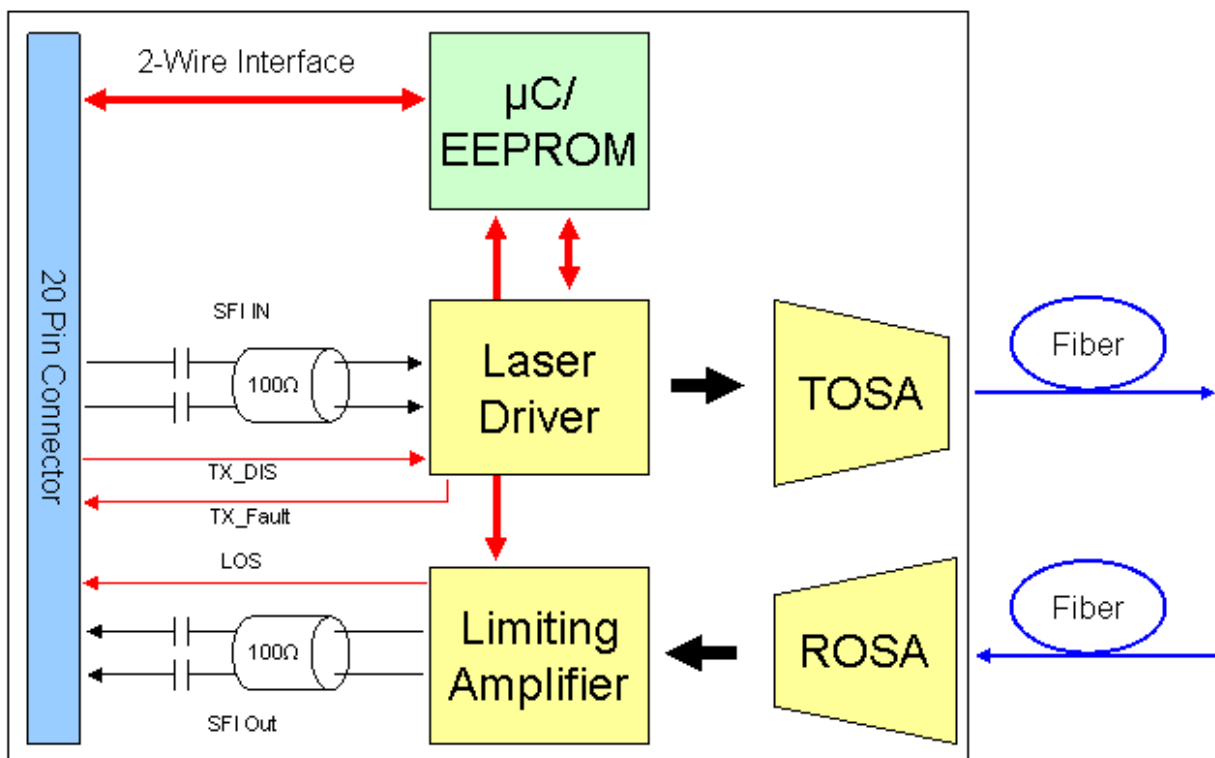 2-Wire Interface
µC/
EEPROM
20 Pin Connector
SFI IN
100Ω
Laser
Driver
TOSA
Fiber
TX_DIS
TX_Fault
LOS
100Ω
SFI Out
Limiting
Amplifier
ROSA
Fiber